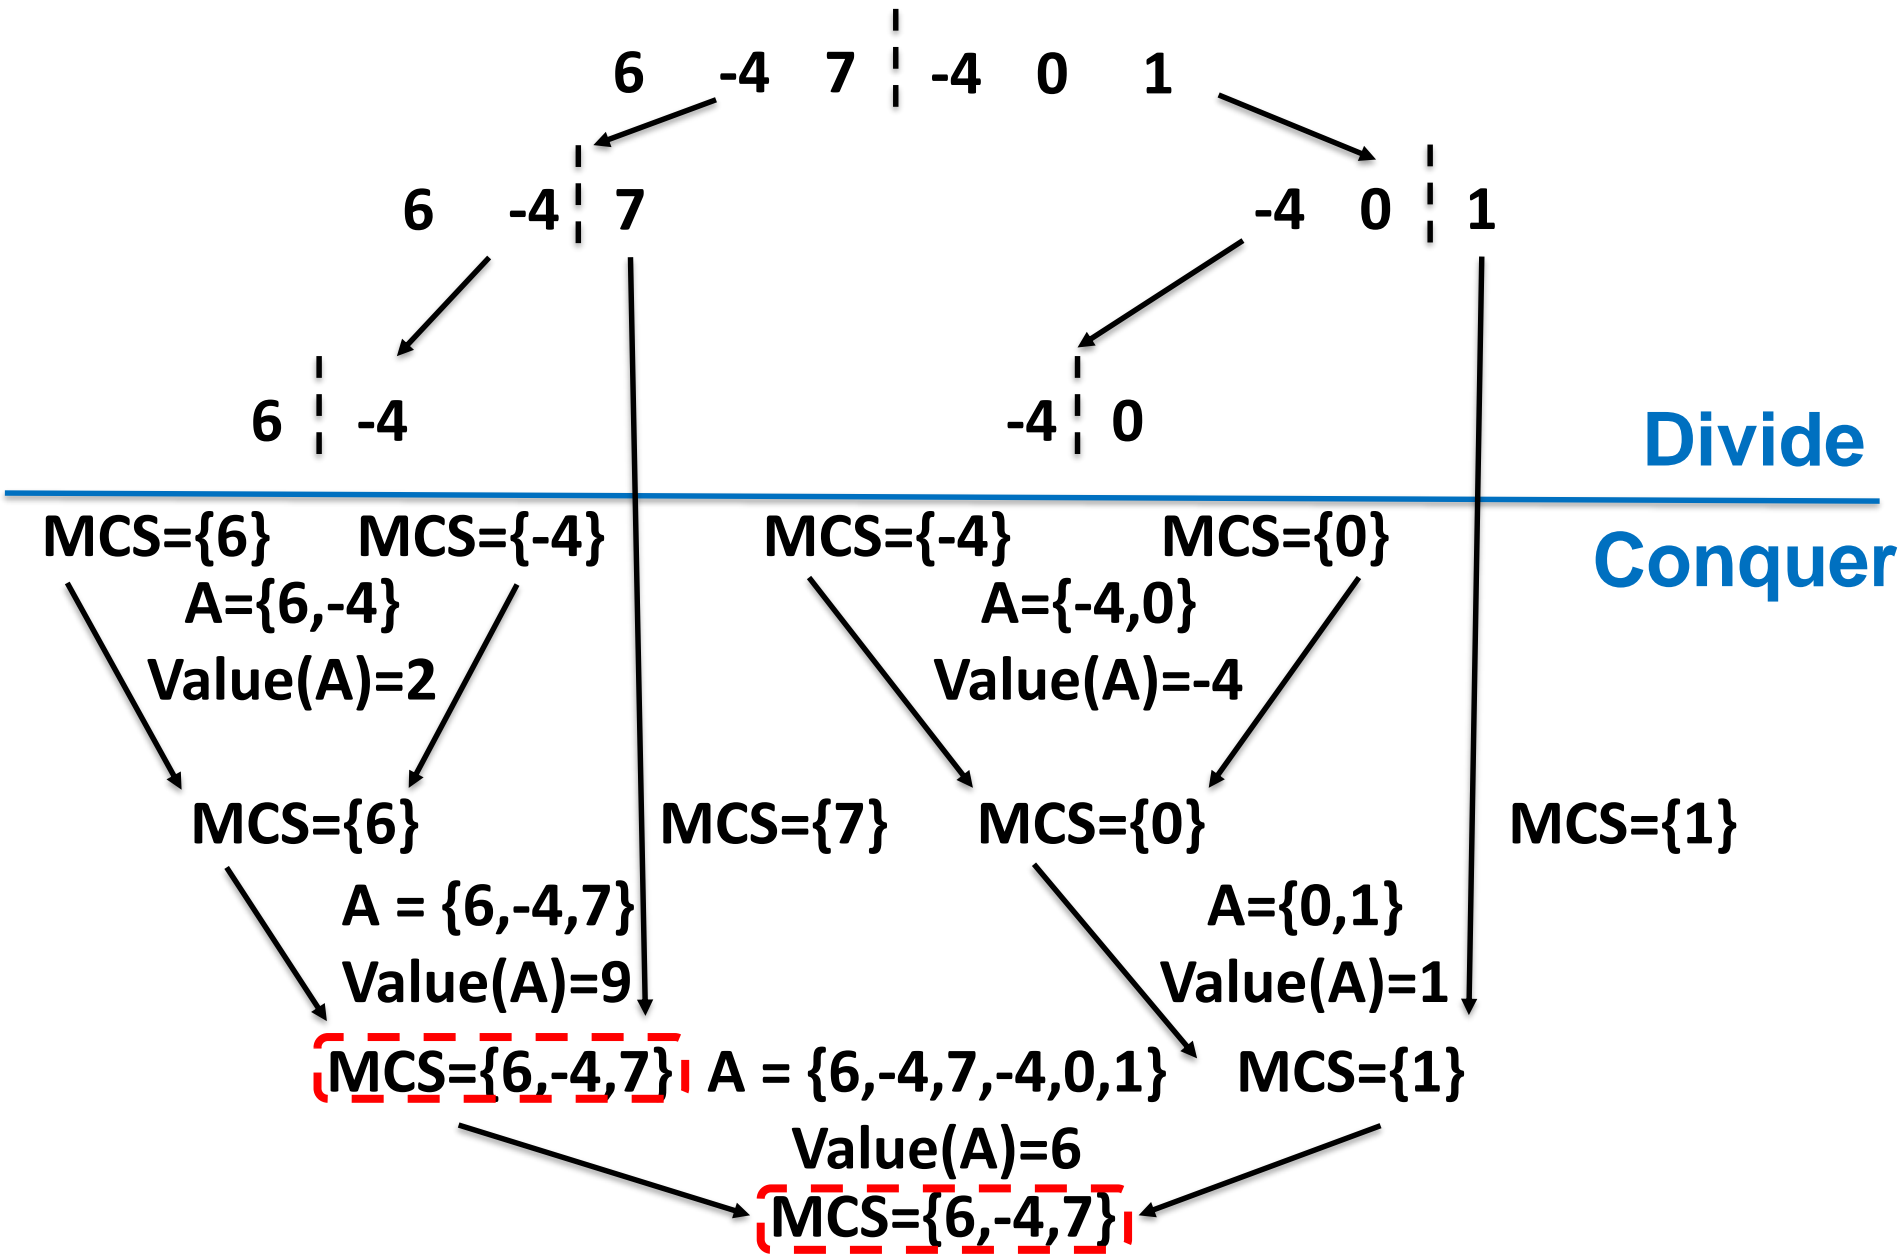 6 -4 7 -4 0 1
6 -4 7 -4 0 1
6 -4 -4 0
Divide
Conquer
MCS={6} MCS={-4} MCS={-4} MCS={0}
A={6,-4} A={-4,0}
Value(A)=2 Value(A)=-4
MCS={6} MCS={7} MCS={0} MCS={1}
A = {6,-4,7} A={0,1}
Value(A)=9 Value(A)=1
MCS={6,-4,7} A = {6,-4,7,-4,0,1} MCS={1}
Value(A)=6
MCS={6,-4,7}